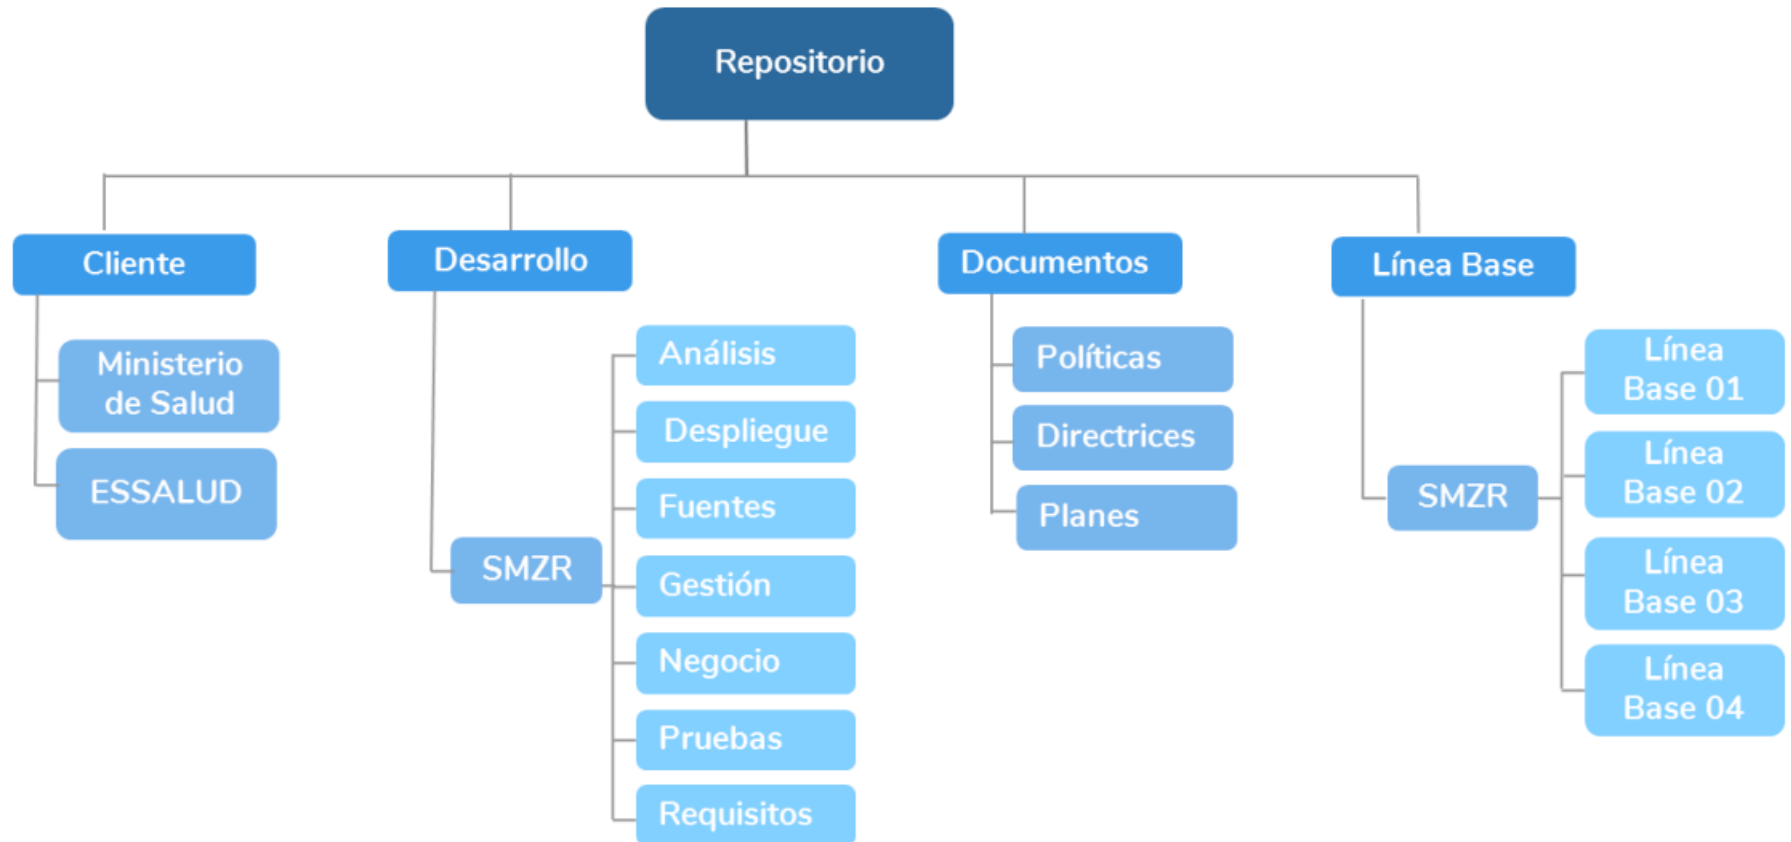 Repositorio
Cliente
Ministerio
de Salud
ESSALUD
Desarrollo
SMZR
Análisis
Despliegue
Fuentes
Gestión
Negocio
Pruebas
Requisitos
Documentos
Políticas
Directrices
Planes
Línea Base
SMZR
Línea
Base 01
Línea
Base 02
Línea
Base 03
Línea
Base 04